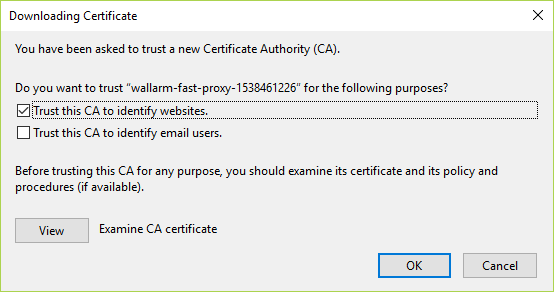 Downloading Certificate
You have been asked to trust a new Certificate Authority (CA).
Do you want to trust "wallarm-fast-proxy-1538461226" for the following purposes?
Trust this CA to identify websites.
Trust this CA to identify email users.
Before trusting this CA for any purpose, you should examine its certificate and its policy and
procedures (if available).
View Examine CA certificate
OK Cancel